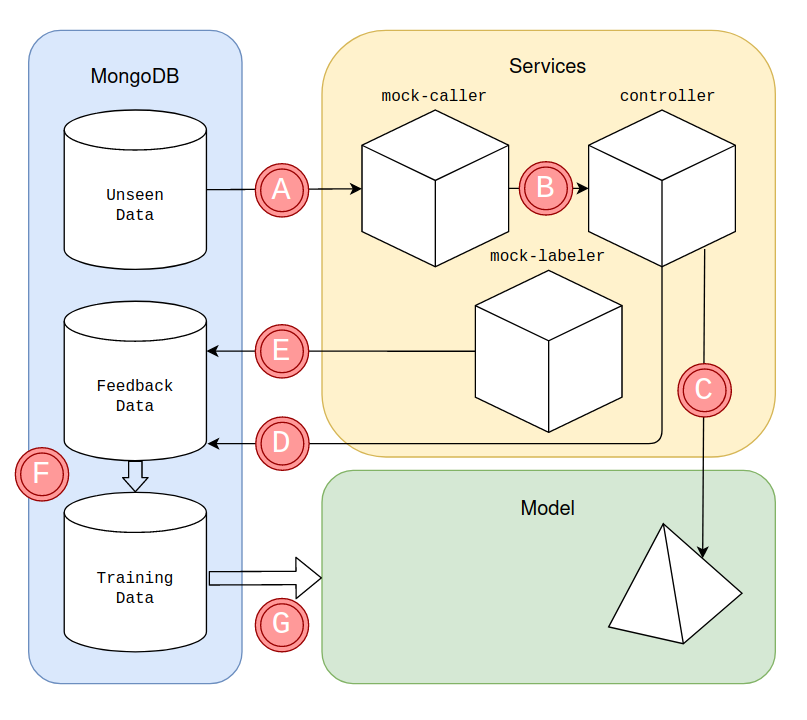 MongoDB
Services
mock-caller
controller
Unseen
Data
A
B
mock-labeler
E
Feedback
Data
C
D
F
Model
Training
Data
G